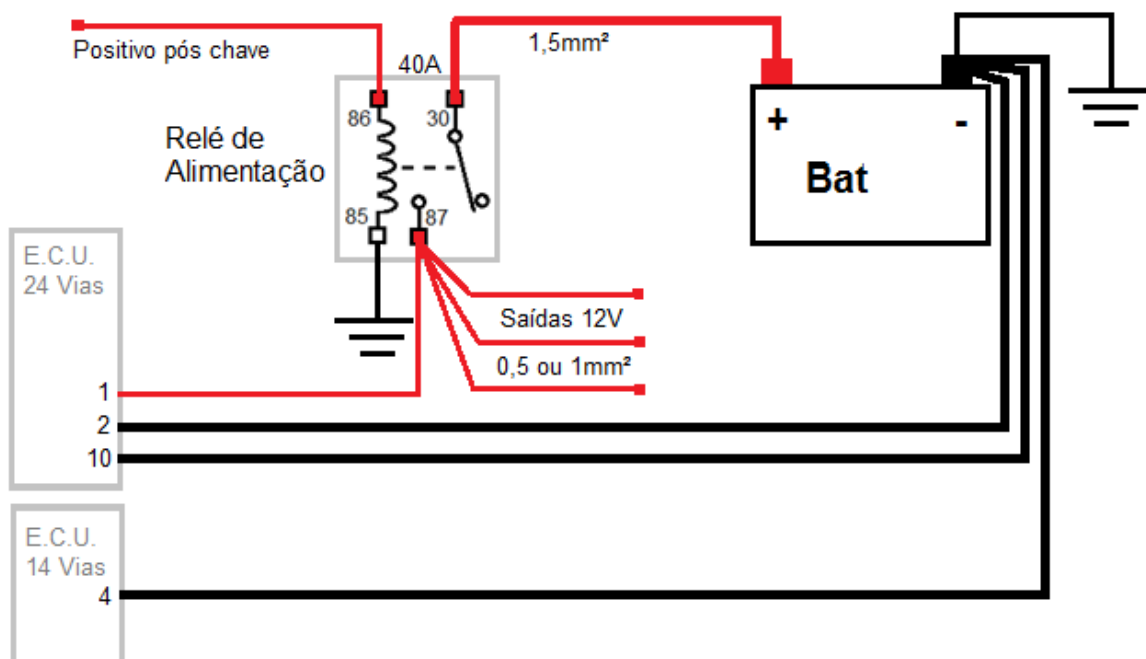 Positivo pós chave
1,5mm²
40A
86
30
Relé de
Alimentação
85
87
+
-
Bat
E.C.U.
24 Vias
Saídas 12V
0,5 ou 1mm²
1
2
10
E.C.U.
14 Vias
4